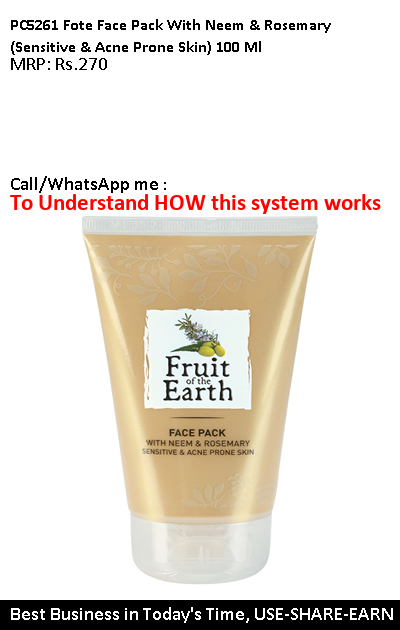 PC5261 Fote Face Pack With Neem & Rosemary
(Sensitive & Acne Prone Skin) 100 Ml
MRP: Rs.270
Call/WhatsApp me :
To Understand HOW this system works
Fruit
of the
Earth
FACE PACK
WITH NEEM & ROSEMARY
SENSITIVE & ACNE PRONE SKIN
Best Business in Today's Time, USE-SHARE-EARN